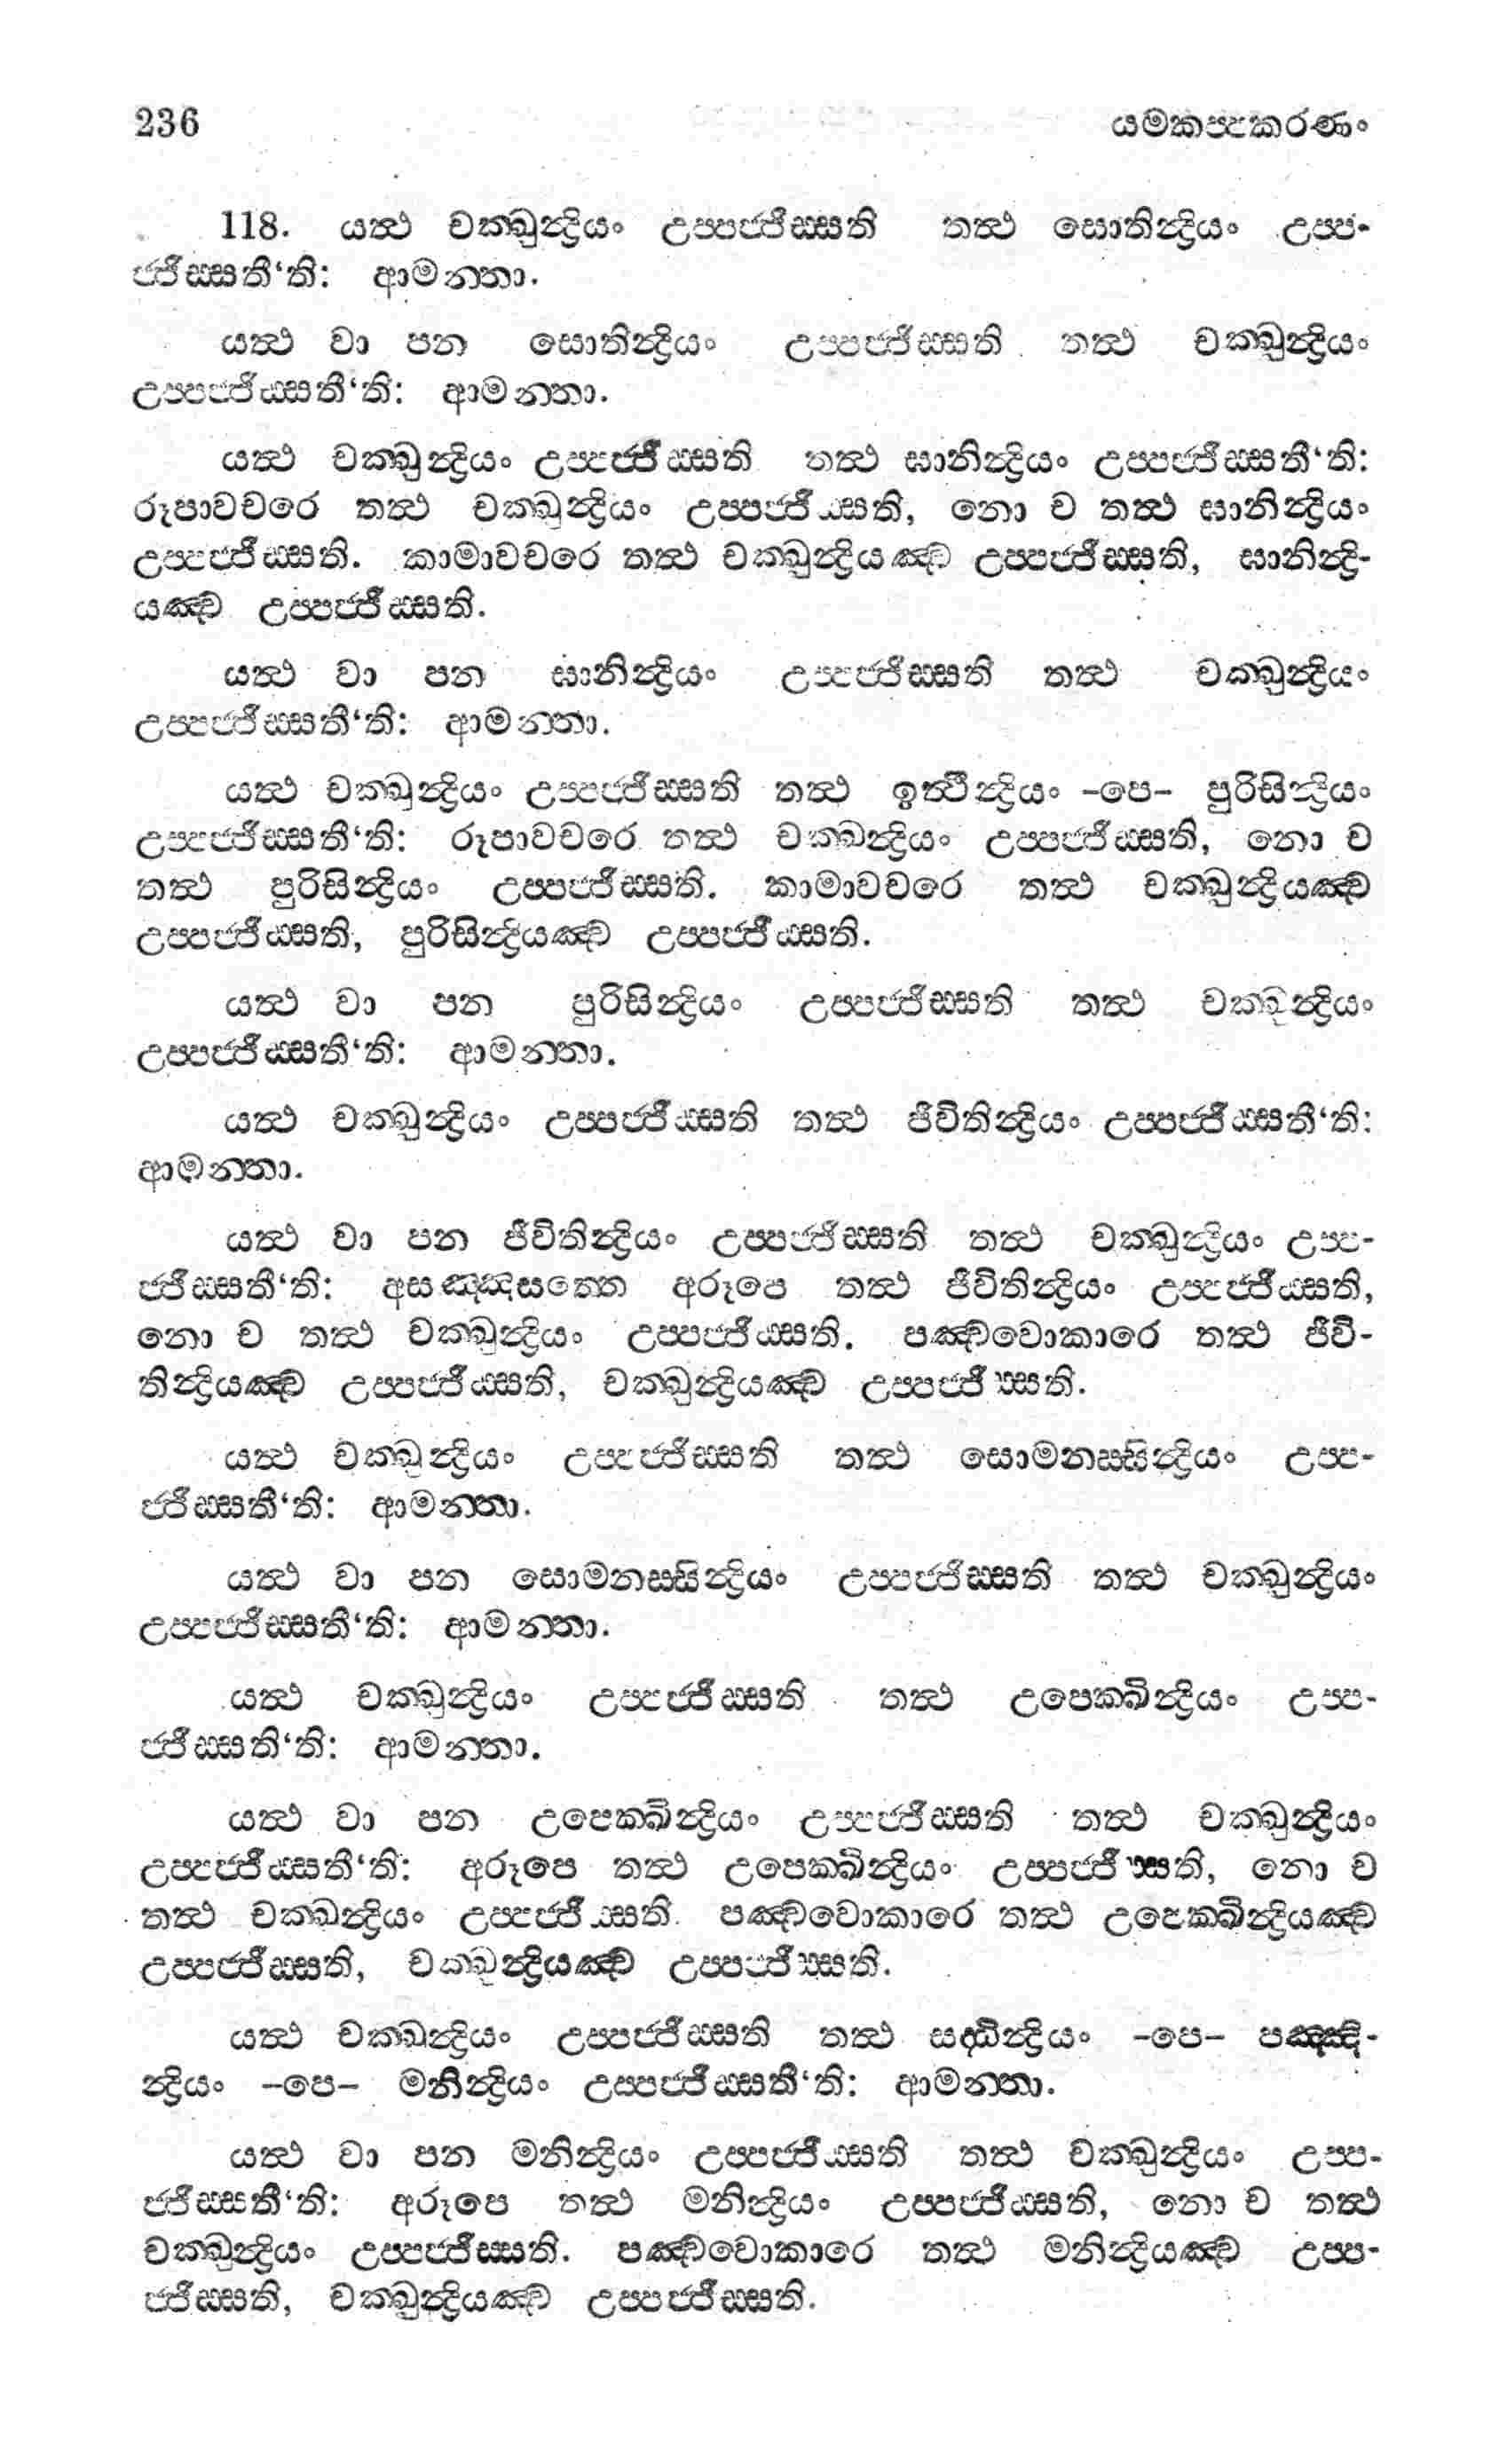 236 යමකප්පකරණං
118. යත්ථ චක්ඛුන්ද්‍රියං උප්පජ්ජිස්සති තත්ථ සොතින්ද්‍රියං උප්ප-
ජ්ජිස්සතී‘ති: ආමන්තා.
යත්ථ වා පන සොතින්ද්‍රියං උප්පජ්ජිස්සති තත්ථ චක්ඛුන්ද්‍රියං
උප්පජ්ජිස්සතී‘ති: ආමන්තා.
යත්ථ චක්ඛුන්ද්‍රියං උප්පජ්ජිස්සති තත්ථ ඝානින්ද්‍රියං උප්පජ්ජිස්සතී‘ති:
රූපාවචරෙ තත්ථ චක්ඛුන්ද්‍රියං උප්පජ්ජිස්සති, නො ච තත්ථ ඝානින්ද්‍රියං
උප්පජ්ජිස්සති. කාමාවචරෙ තත්ථ චක්ඛුන්ද්‍රියඤ්ච උප්පජ්ජිස්සති, ඝානින්ද්‍රි-
යඤ්ච උප්පජ්ජිස්සති.
යත්ථ වා පන ඝානින්ද්‍රියං උප්පජ්ජිස්සති තත්ථ චක්ඛුන්ද්‍රියං
උප්පජ්ජිස්සතී‘ති: ආමන්තා.
යත්ථ චක්ඛුන්ද්‍රියං උප්පජ්ජිස්සති තත්ථ ඉත්ථින්ද්‍රියං -පෙ- පුරිසින්ද්‍රියං
උප්පජ්ජිස්සතී‘ති: රූපාවචරෙ තත්ථ චක්ඛන්ද්‍රියං උප්පජ්ජිස්සති, නො ච
තත්ථ පුරිසින්ද්‍රියං උප්පජ්ජිස්සති. කාමාවචරෙ තත්ථ චක්ඛුන්ද්‍රියඤ්ච
උප්පජ්ජිස්සති, පුරිසින්ද්‍රියඤ්ච උප්පජ්ජිස්සති.
යත්ථ වා පන පුරිසින්ද්‍රියං උප්පජ්ජිස්සති තත්ථ චක්ඛුන්ද්‍රියං
උප්පජ්ජිස්සතී‘ති: ආමන්තා.
යත්ථ චක්ඛුන්ද්‍රියං උප්පජ්ජිස්සති තත්ථ ජීවිතින්ද්‍රියං උප්පජ්ජිස්සතී‘ති:
ආමන්තා.
යත්ථ වා පන ජීවිතින්ද්‍රියං උප්පජ්ජිස්සති තත්ථ චක්ඛුන්ද්‍රියං උප්ප-
ජ්ජිස්සතී‘ති: අසඤ්ඤසත්තෙ අරූපෙ තත්ථ ජීවිතින්ද්‍රියං උප්පජ්ජිස්සති,
නො ච තත්ථ චක්ඛුන්ද්‍රියං උප්පජ්ජිස්සති. පඤ්චවොකාරෙ තත්ථ ජීවි-
තින්ද්‍රියඤ්ච උප්පජ්ජිස්සති, චක්ඛුන්ද්‍රියඤ්ච උප්පජ්ජිස්සති.
යත්ථ චක්ඛුන්ද්‍රියං උප්පජ්ජිස්සති තත්ථ සොමනස්සින්ද්‍රියං උප්ප-
ජ්ජිස්සතී‘ති: ආමන්තා.
යත්ථ වා පන සොමනස්සින්ද්‍රියං උප්පජ්ජිස්සති තත්ථ චක්ඛුන්ද්‍රියං
උප්පජ්ජිස්සතී‘ති: ආමන්තා.
යත්ථ චක්ඛුන්ද්‍රියං උප්පජ්ජිස්සති තත්ථ උපෙක්ඛින්ද්‍රියං උප්ප-
ජ්ජිස්සති‘ති: ආමන්තා.
යත්ථ වා පන උපෙක්ඛින්ද්‍රියං උප්පජ්ජිස්සති තත්ථ චක්ඛුන්ද්‍රියං
උප්පජ්ජිස්සතී‘ති: අරූපෙ තත්ථ උපෙක්ඛින්ද්‍රියං උප්පජ්ජිස්සති, නො ච
තත්ථ චක්ඛන්ද්‍රියං උප්පජ්ජිස්සති. පඤ්චවොකාරෙ තත්ථ උපෙක්ඛින්ද්‍රියඤ්ච
උප්පජ්ජිස්සති, චක්ඛුන්ද්‍රියඤ්ච උප්පජ්ජිස්සති.
යත්ථ චක්ඛන්ද්‍රියං උප්පජ්ජිස්සති තත්ථ සද්ධින්ද්‍රියං -පෙ- පඤ්ඤි-
න්ද්‍රියං -පෙ- මනින්ද්‍රියං උප්පජ්ජිස්සතී‘ති: ආමන්තා.
යත්ථ වා පන මනින්ද්‍රියං උප්පජ්ජිස්සති තත්ථ චක්ඛුන්ද්‍රියං උප්ප-
ජ්ජිස්සතී‘ති: අරූපෙ තත්ථ මනින්ද්‍රියං උප්පජ්ජිස්සති, නො ච තත්ථ
චක්ඛුන්ද්‍රියං උප්පජ්ජිස්සති. පඤ්චවොකාරෙ තත්ථ මනින්ද්‍රියඤ්ච උප්ප-
ජ්ජිස්සති, චක්ඛුන්ද්‍රියඤ්ච උප්පජ්ජිස්සති.